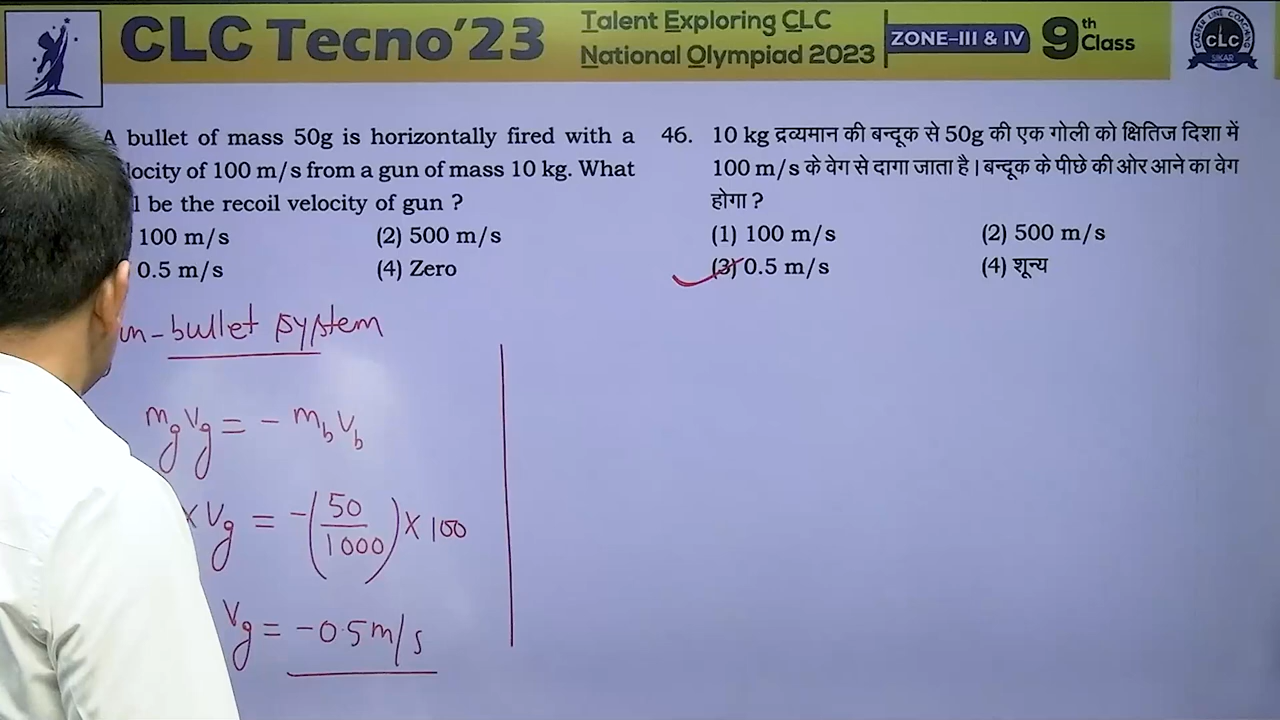 CLC Tecno'23
Talent Exploring CLC
National Olympiad 2023
ZONE–III & IV
9th Class
CAREER LINE COACHING
CLC
SIKAR
A bullet of mass 50g is horizontally fired with a
locity of 100 m/s from a gun of mass 10 kg. What
l be the recoil velocity of gun ?
100 m/s (2) 500 m/s
0.5 m/s (4) Zero
46. 10 kg द्रव्यमान की बन्दूक से 50g की एक गोली को क्षितिज दिशा में
100 m/s के वेग से दागा जाता है। बन्दूक के पीछे की ओर आने का वेग
होगा ?
(1) 100 m/s (2) 500 m/s
(3) 0.5 m/s (4) शून्य
un-bullet system
mgvg = - mbVb
x Vg = -(50/1000) x 100
Vg = -0.5 m/s